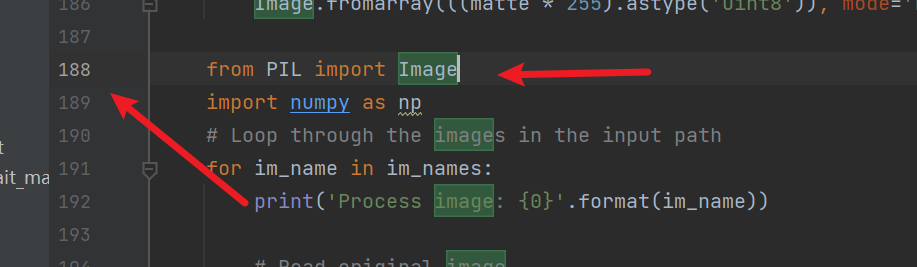 186 Image.fromarray(((matte * 255).astype('uint8')), mode='
187
188 from PIL import Image
189 import numpy as np
190 # Loop through the images in the input path
191 for im_name in im_names:
ait_ma
192 print('Process image: {0}'.format(im_name))
193
194 # Read original image